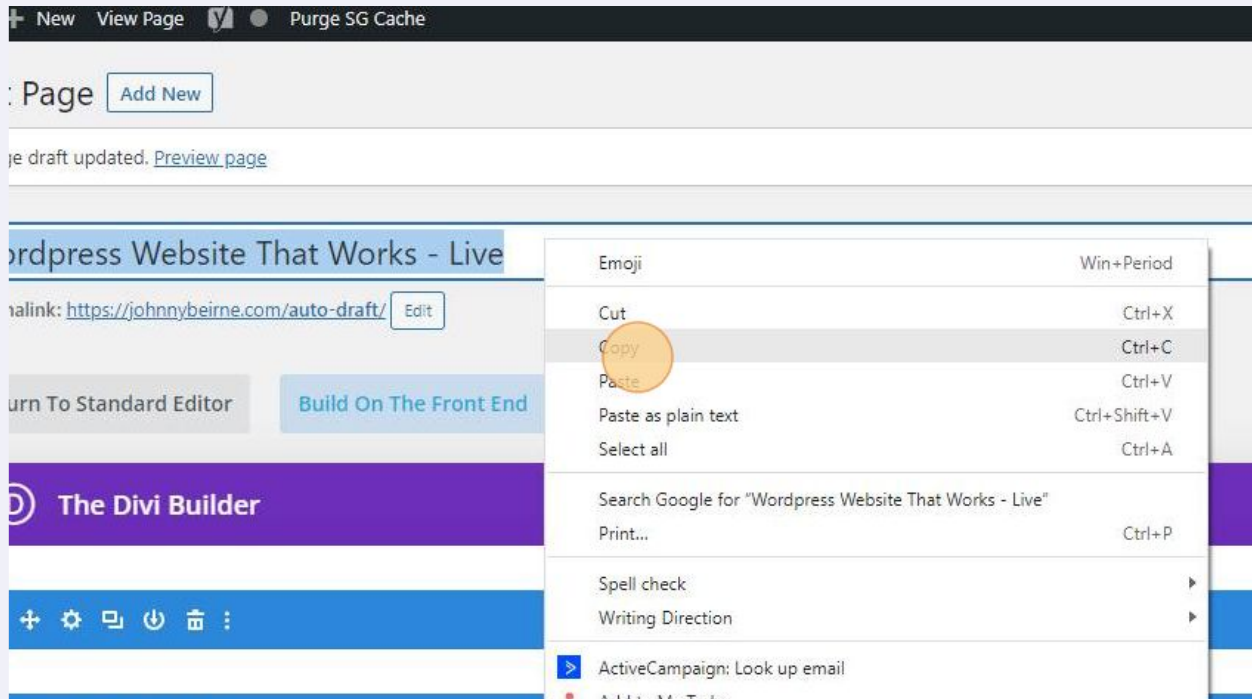 New View Page Purge SG Cache
Page Add New
draft updated. Preview page
Wordpress Website That Works - Live
https://johnnybeirne.com/auto-draft/ Edit
To Standard Editor Build On The Front End
The Divi Builder
Emoji Win+Period
Cut Ctrl+X
Copy Ctrl+C
Paste Ctrl+V
Paste as plain text Ctrl+Shift+V
Select all Ctrl+A
Search Google for "Wordpress Website That Works - Live"
Print... Ctrl+P
Spell check
Writing Direction
ActiveCampaign: Look up email